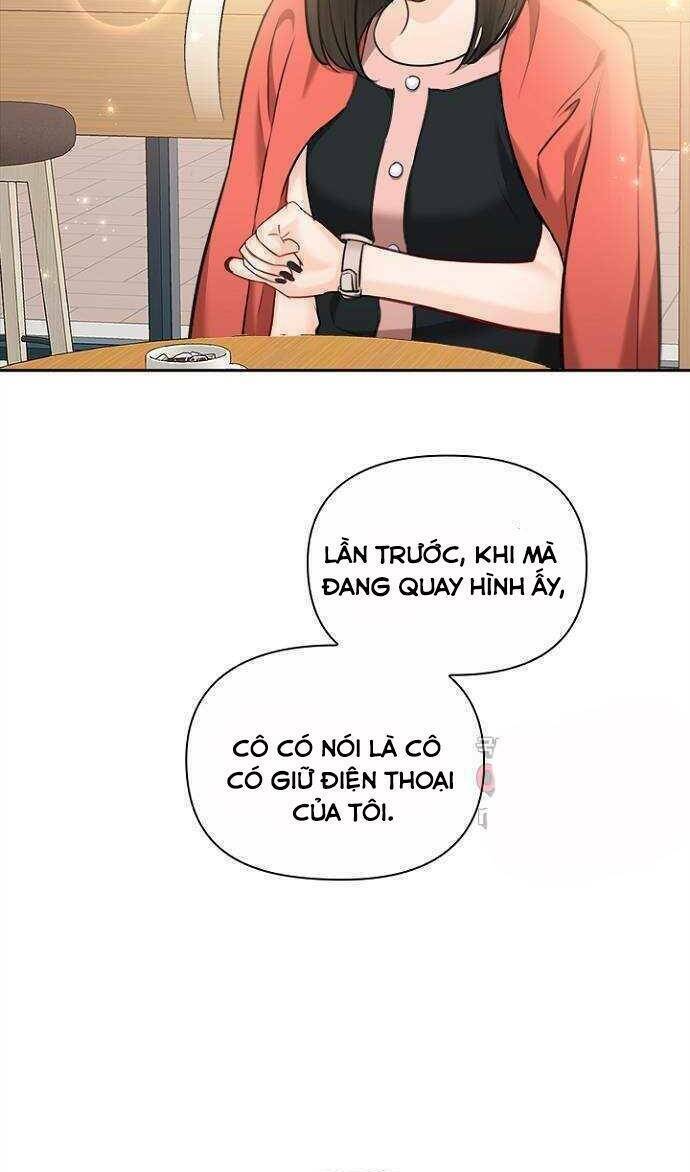 LẦN TRƯỚC, KHI MÀ
ĐANG QUAY HÌNH ẤY,
CÔ CÓ NÓI LÀ CÔ
CÓ GIỮ ĐIỆN THOẠI
CỦA TÔI.